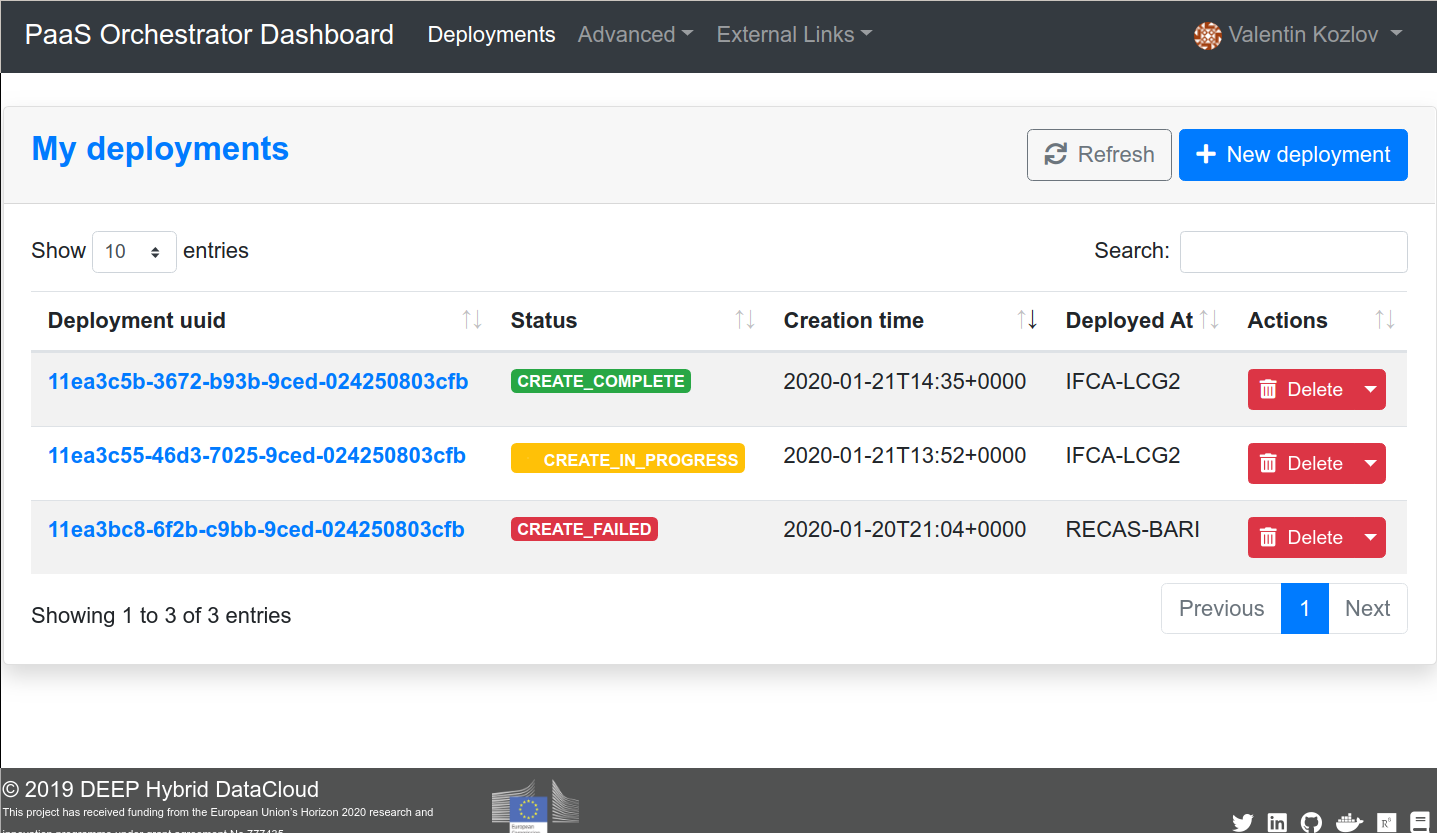 PaaS Orchestrator Dashboard Deployments Advanced External Links Valentin Kozlov
My deployments Refresh New deployment
Show 10 entries Search:
Deployment uuid Status Creation time Deployed At Actions
11ea3c5b-3672-b93b-9ced-024250803cfb CREATE_COMPLETE 2020-01-21T14:35+0000 IFCA-LCG2 Delete
11ea3c55-46d3-7025-9ced-024250803cfb CREATE_IN_PROGRESS 2020-01-21T13:52+0000 IFCA-LCG2 Delete
11ea3bc8-6f2b-c9bb-9ced-024250803cfb CREATE_FAILED 2020-01-20T21:04+0000 RECAS-BARI Delete
Showing 1 to 3 of 3 entries Previous 1 Next
© 2019 DEEP Hybrid DataCloud
This project has received funding from the European Union's Horizon 2020 research and
European